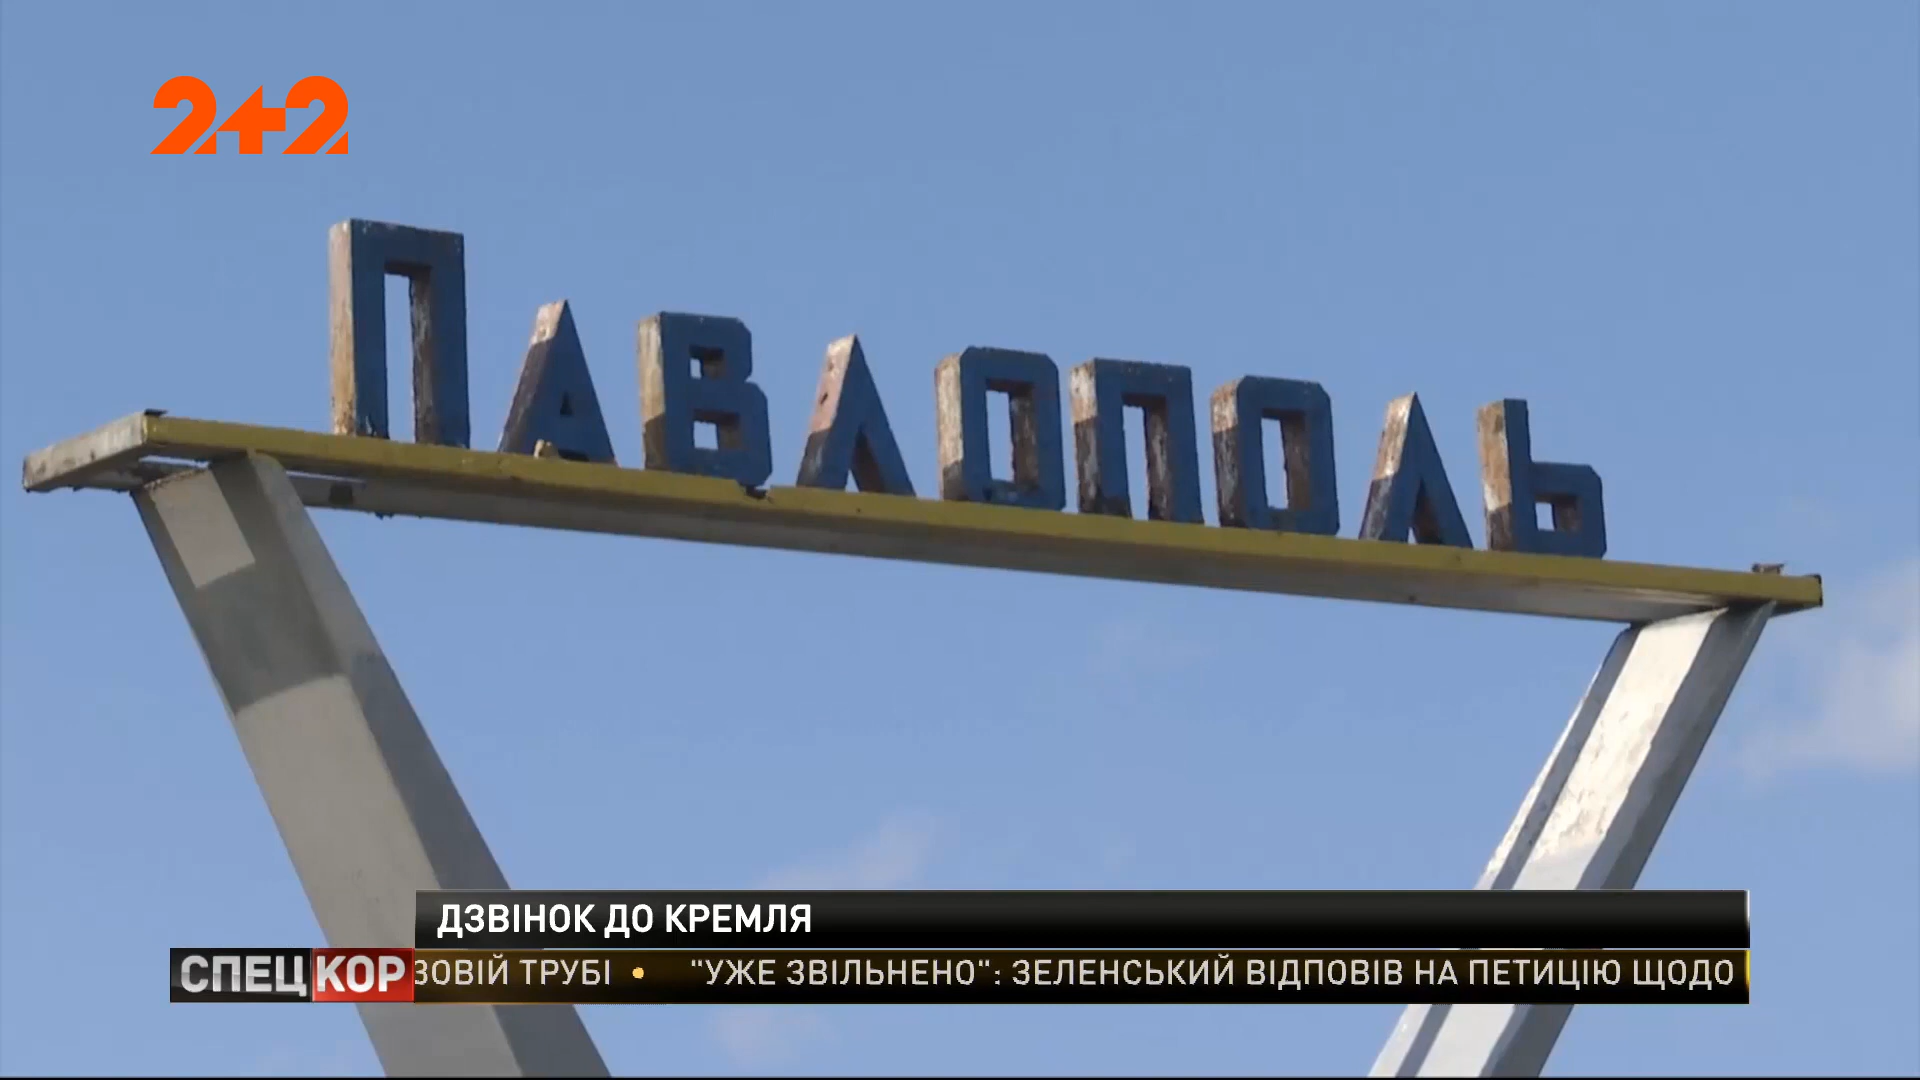 2+2
ПАВЛОПОЛЬ
ДЗВІНОК ДО КРЕМЛЯ
СПЕЦКОР ЗОВІЙ ТРУБІ • "УЖЕ ЗВІЛЬНЕНО": ЗЕЛЕНСЬКИЙ ВІДПОВІВ НА ПЕТИЦІЮ ЩОДО